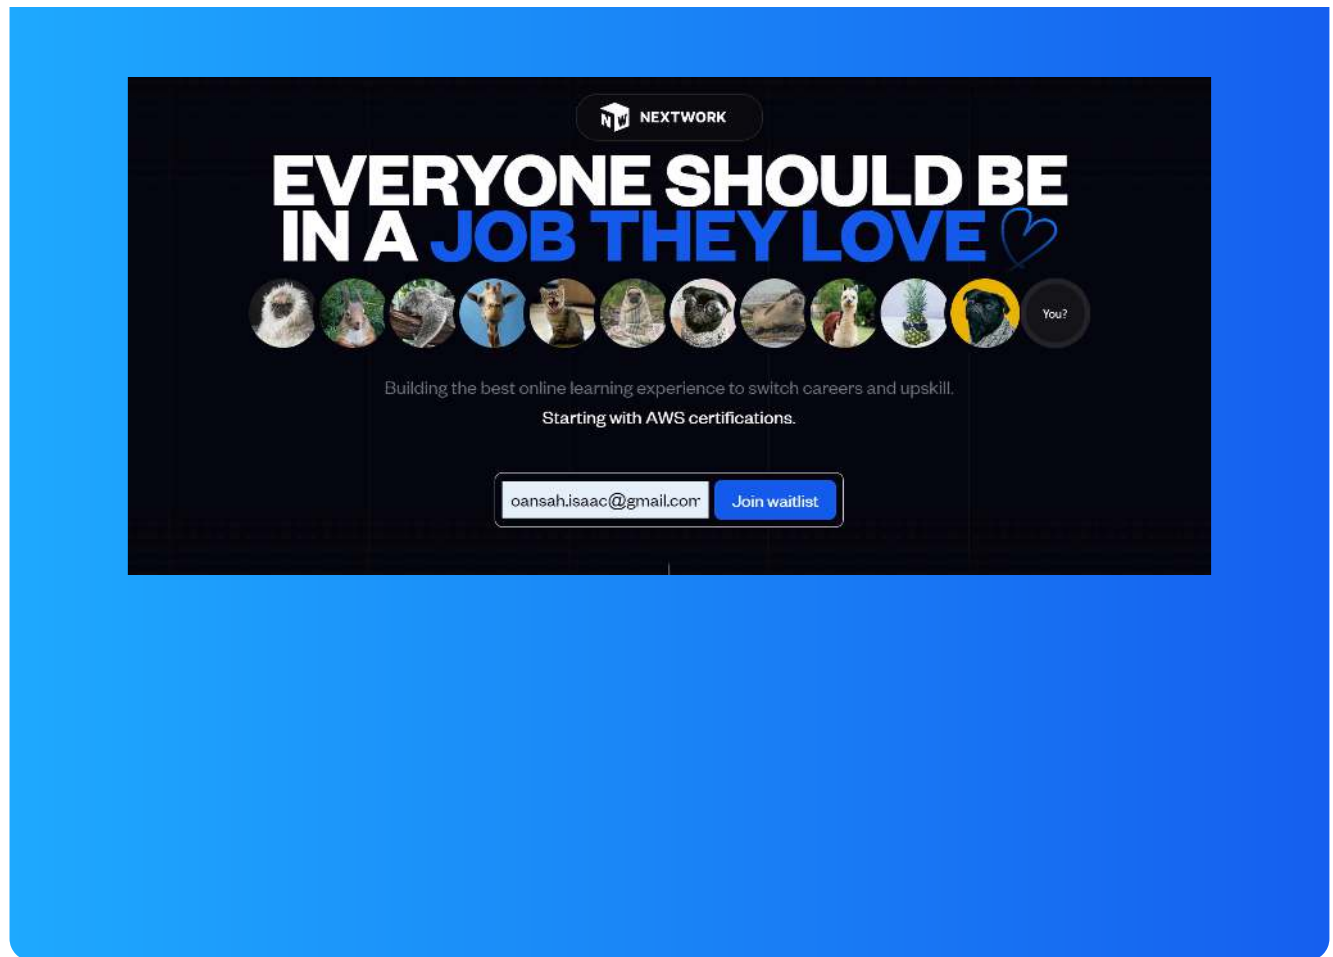 NEXTWORK
EVERYONE SHOULD BE
IN A JOB THEY LOVE
You?
Building the best online learning experience to switch careers and upskill.
Starting with AWS certifications.
oansah.isaac@gmail.com Join waitlist